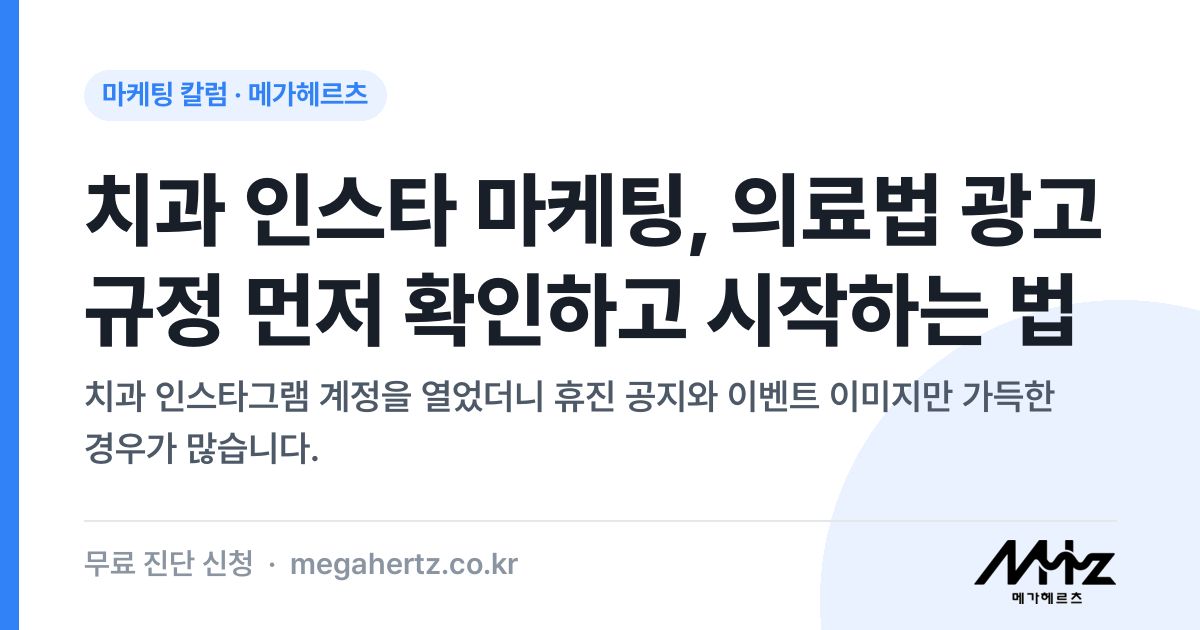 마케팅 칼럼 · 메가헤르츠
치과 인스타 마케팅, 의료법 광고
규정 먼저 확인하고 시작하는 법
치과 인스타그램 계정을 열었더니 휴진 공지와 이벤트 이미지만 가득한
경우가 많습니다.
무료 진단 신청 · megahertz.co.kr
MHz
메가헤르츠